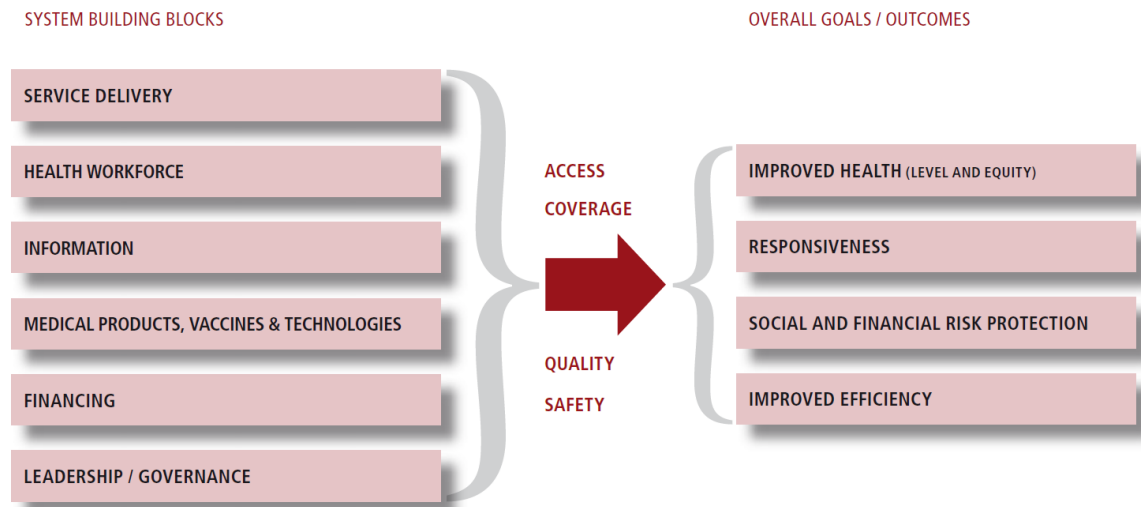 SYSTEM BUILDING BLOCKS
SERVICE DELIVERY
HEALTH WORKFORCE
INFORMATION
MEDICAL PRODUCTS, VACCINES & TECHNOLOGIES
FINANCING
LEADERSHIP / GOVERNANCE
ACCESS
COVERAGE
QUALITY
SAFETY
OVERALL GOALS / OUTCOMES
IMPROVED HEALTH (LEVEL AND EQUITY)
RESPONSIVENESS
SOCIAL AND FINANCIAL RISK PROTECTION
IMPROVED EFFICIENCY